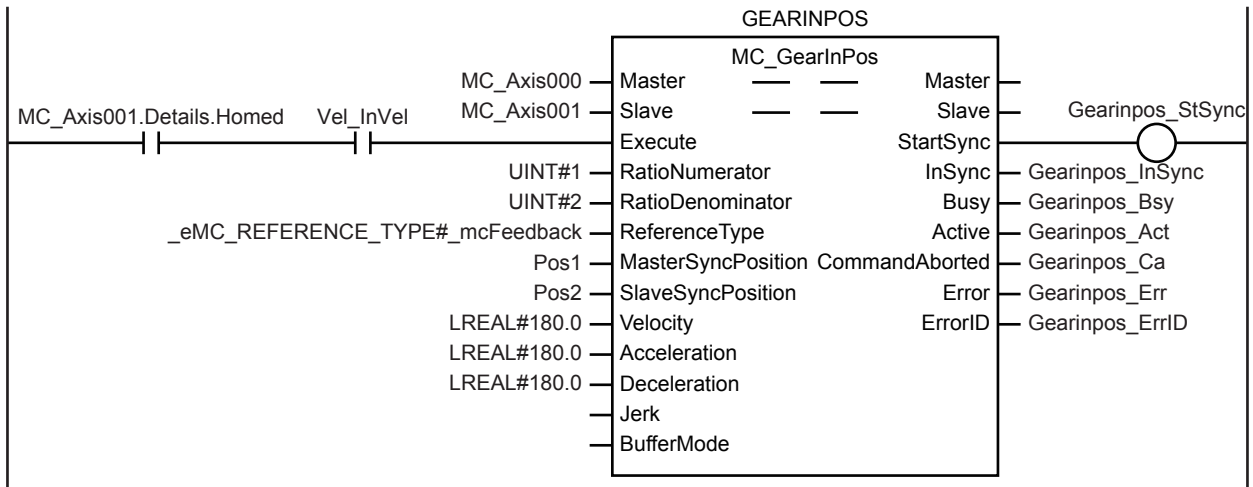 GEARINPOS
MC_GearInPos
MC_Axis000 Master Master
MC_Axis001 Slave Slave
MC_Axis001.Details.Homed Vel_InVel Gearinpos_StSync
Execute StartSync
UINT#1 RatioNumerator InSync Gearinpos_InSync
UINT#2 RatioDenominator Busy Gearinpos_Bsy
_eMC_REFERENCE_TYPE#_mcFeedback ReferenceType Active Gearinpos_Act
Pos1 MasterSyncPosition CommandAborted Gearinpos_Ca
Pos2 SlaveSyncPosition Error Gearinpos_Err
LREAL#180.0 Velocity ErrorID Gearinpos_ErrID
LREAL#180.0 Acceleration
LREAL#180.0 Deceleration
Jerk
BufferMode